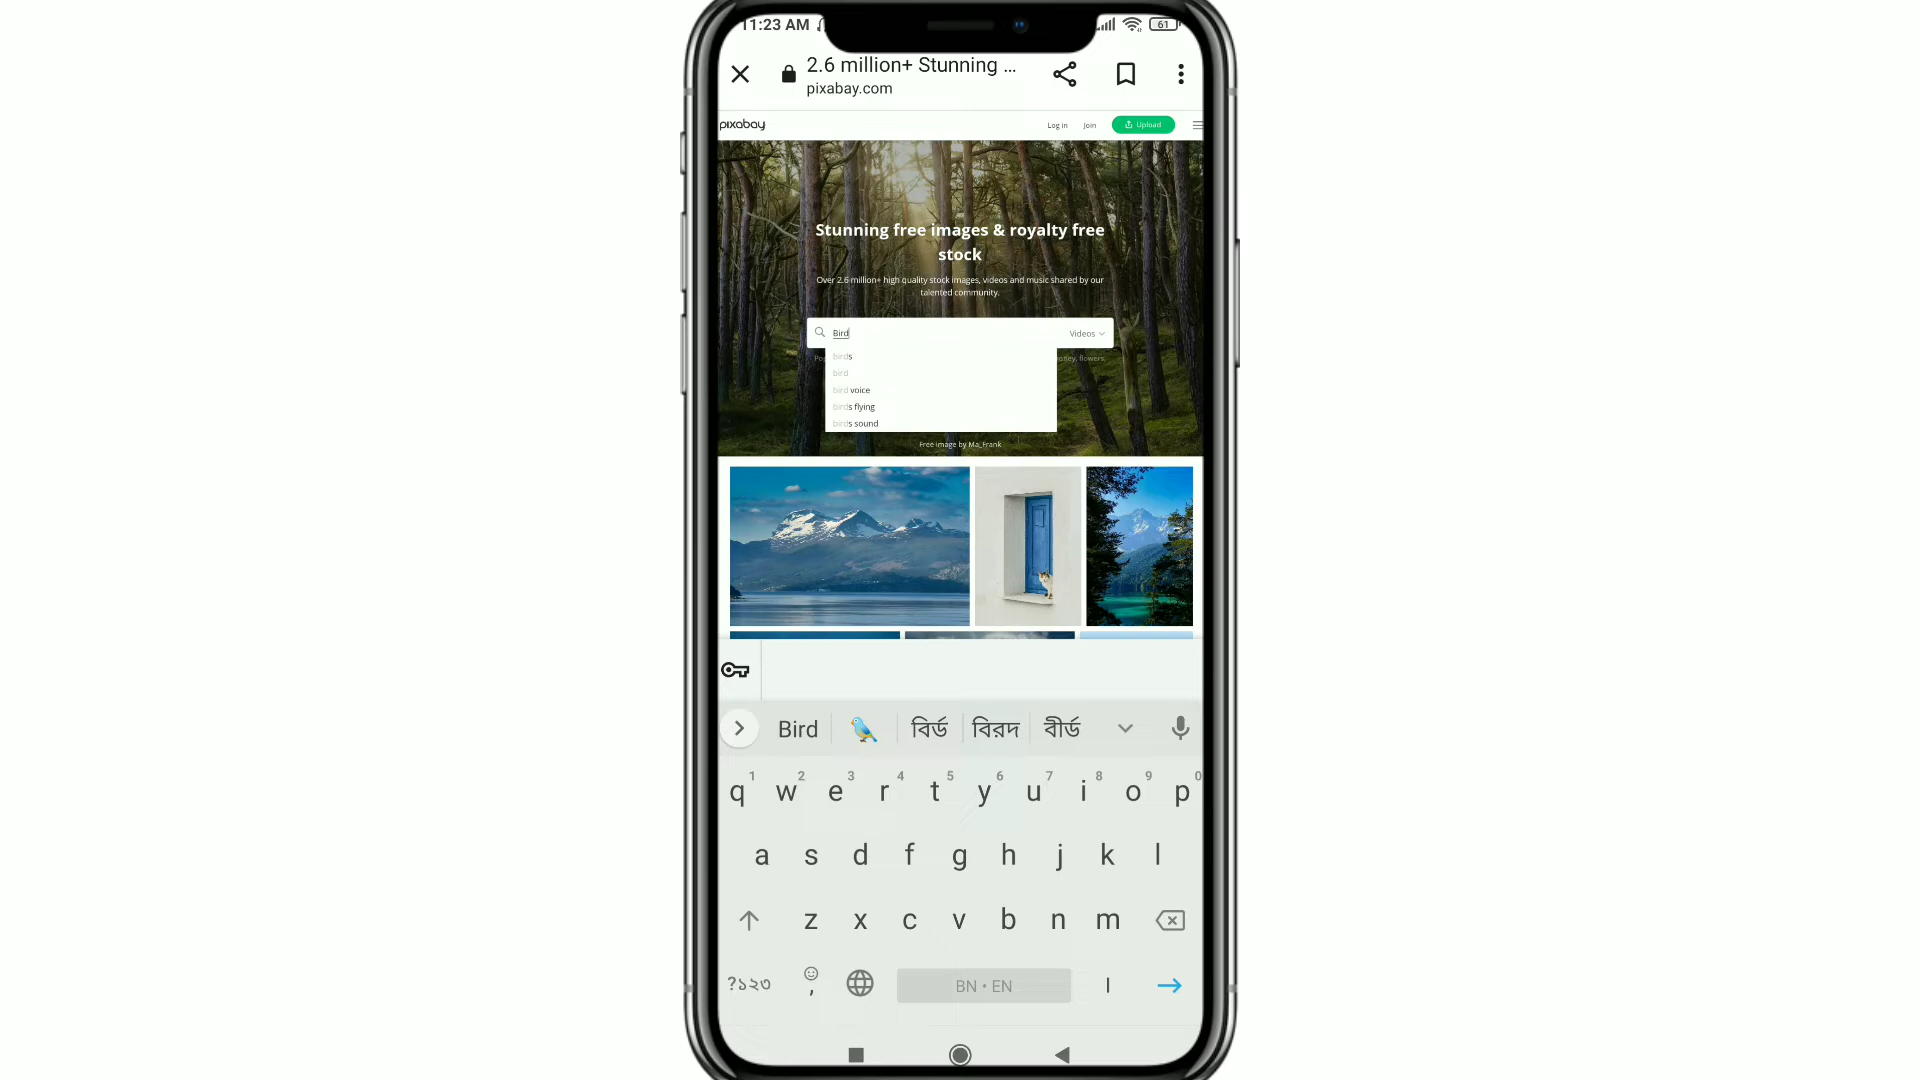 11:23 AM
61
2.6 million+ Stunning ...
pixabay.com
pixabay
Log in
Join
Upload
Stunning free images & royalty free
stock
Over 2.6 million+ high quality stock images, videos and music shared by our
talented community.
Bird
Videos
birds
oney, flowers
bird
bird voice
birds flying
birds sound
Free image by Ma_Frank
Bird
বির্ড
বিরদ
বীর্ড
1 2 3 4 5 6 7 8 9 0
q w e r t y u i o p
a s d f g h j k l
z x c v b n m
?১২৩
,
BN • EN
।